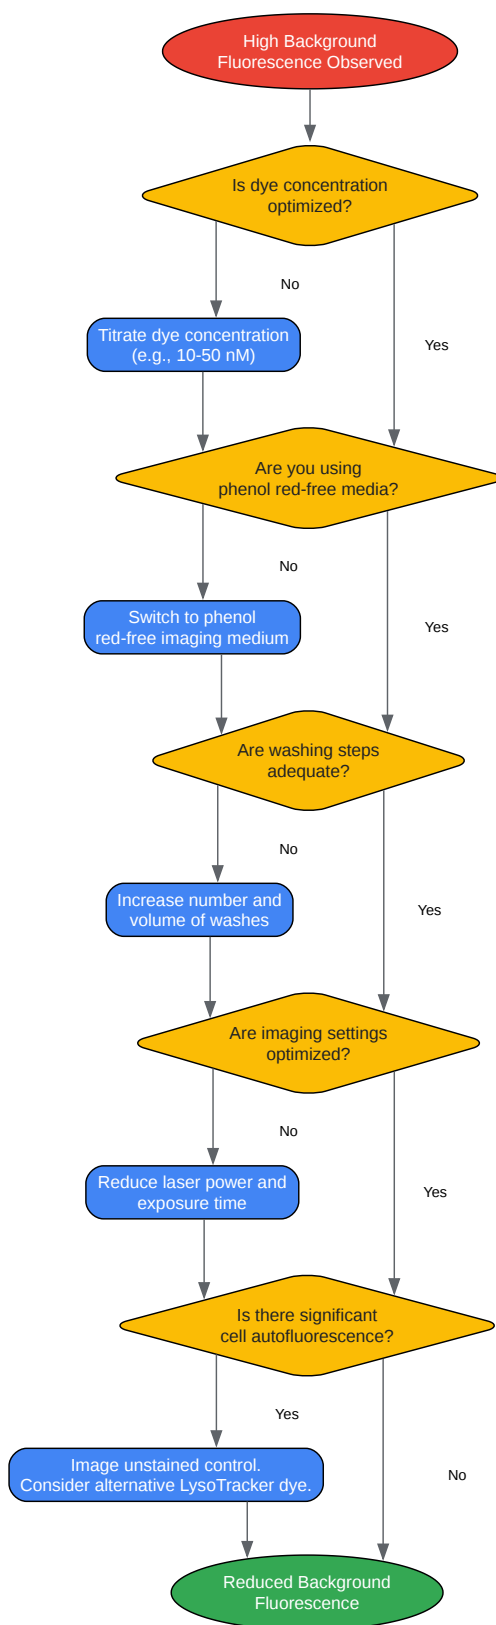 High Background
Fluorescence Observed
Is dye concentration
optimized?
No
Yes
Titrate dye concentration
(e.g., 10-50 nM)
Are you using
phenol red-free media?
No
Yes
Switch to phenol
red-free imaging medium
Are washing steps
adequate?
No
Yes
Increase number and
volume of washes
Are imaging settings
optimized?
No
Yes
Reduce laser power and
exposure time
Is there significant
cell autofluorescence?
Yes
No
Image unstained control.
Consider alternative LysoTracker dye.
Reduced Background
Fluorescence